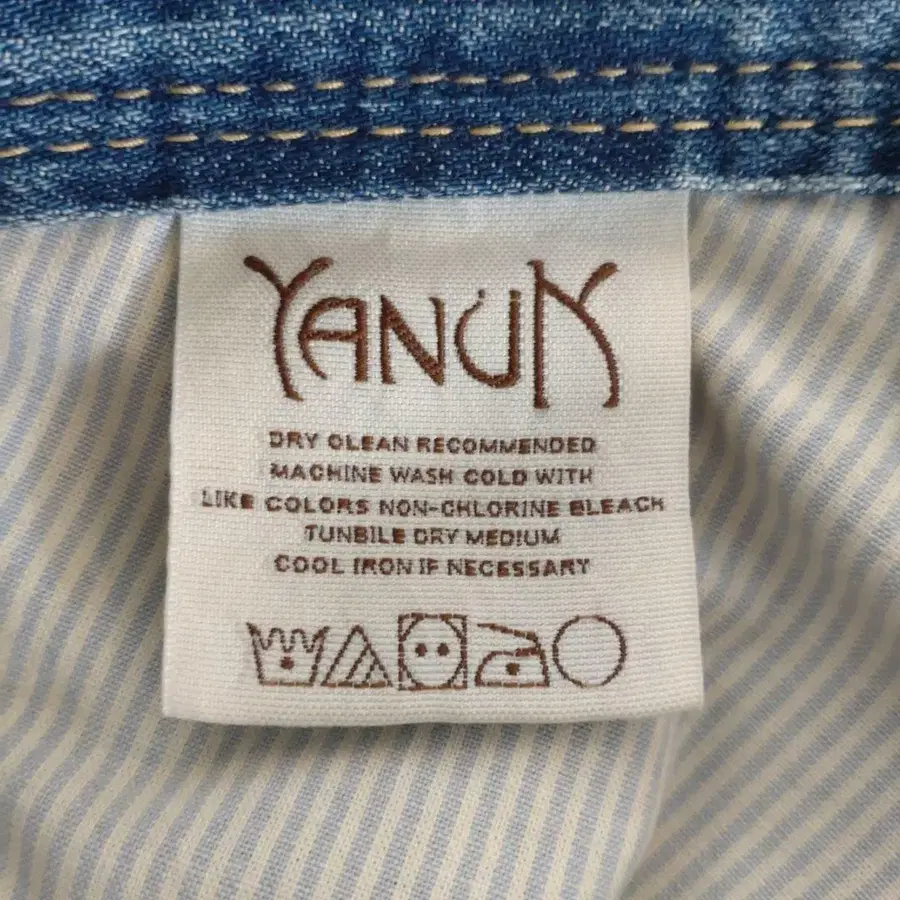 YANUK
DRY CLEAN RECOMMENDED
MACHINE WASH COLD WITH
LIKE COLORS NON-CHLORINE BLEACH
TUNBILE DRY MEDIUM
COOL IRON IF NECESSARY